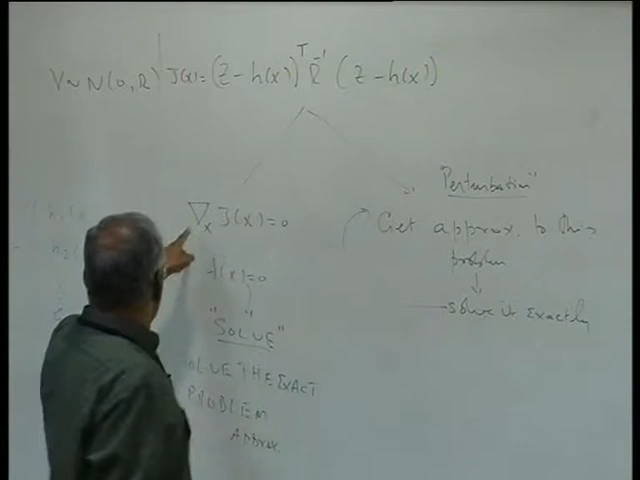 V ~ N(0, R) | J(x) = (Z - h(x))ᵀ R⁻¹ (Z - h(x))
∇ₓ J(x) = 0
f(x) = 0
"SOLVE"
SOLVE THE EXACT
PROBLEM
Approx.
"Perturbation"
Get approx. to this
problem
↓
solve it exactly